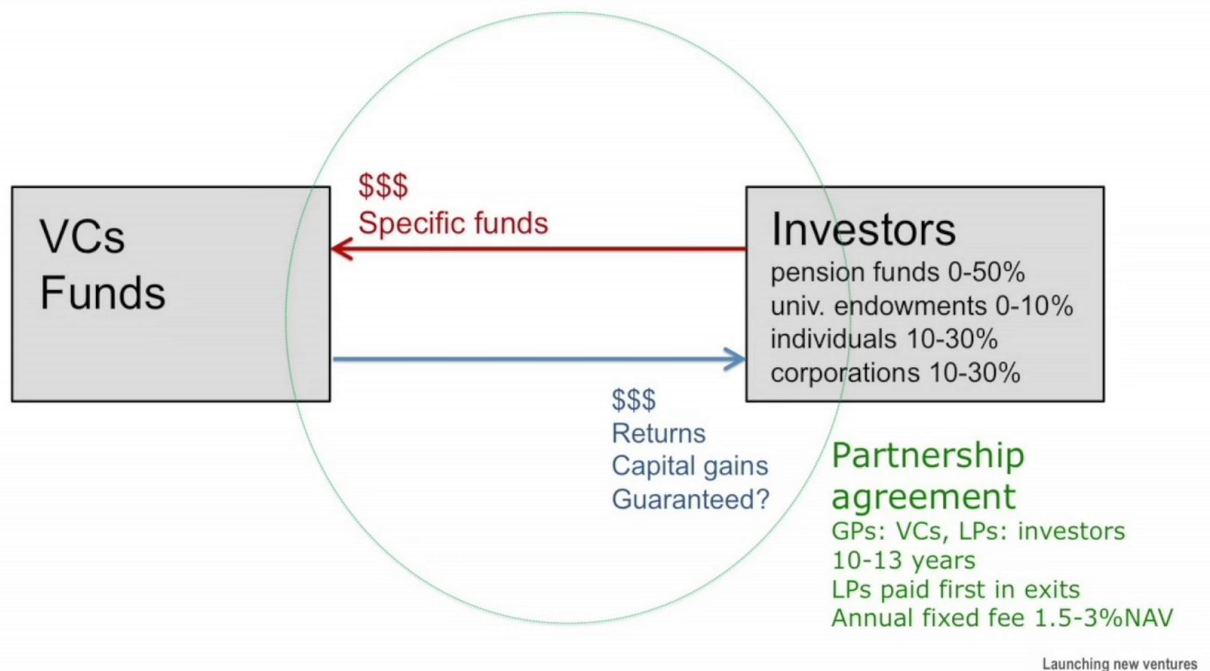 VCs
Funds
$$$
Specific funds
Investors
pension funds 0-50%
univ. endowments 0-10%
individuals 10-30%
corporations 10-30%
$$$
Returns
Capital gains
Guaranteed?
Partnership
agreement
GPs: VCs, LPs: investors
10-13 years
LPs paid first in exits
Annual fixed fee 1.5-3%NAV
Launching new ventures